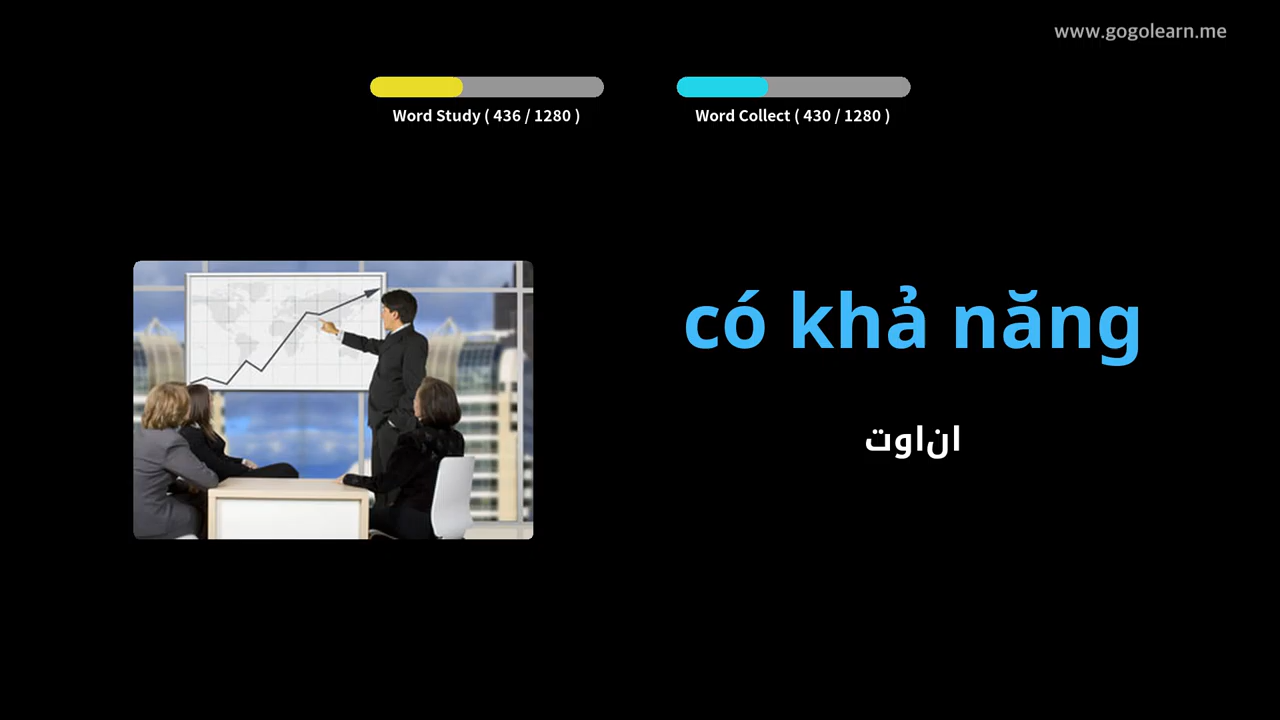 www.gogolearn.me
Word Study ( 436 / 1280 )
Word Collect ( 430 / 1280 )
có khả năng
اناوت